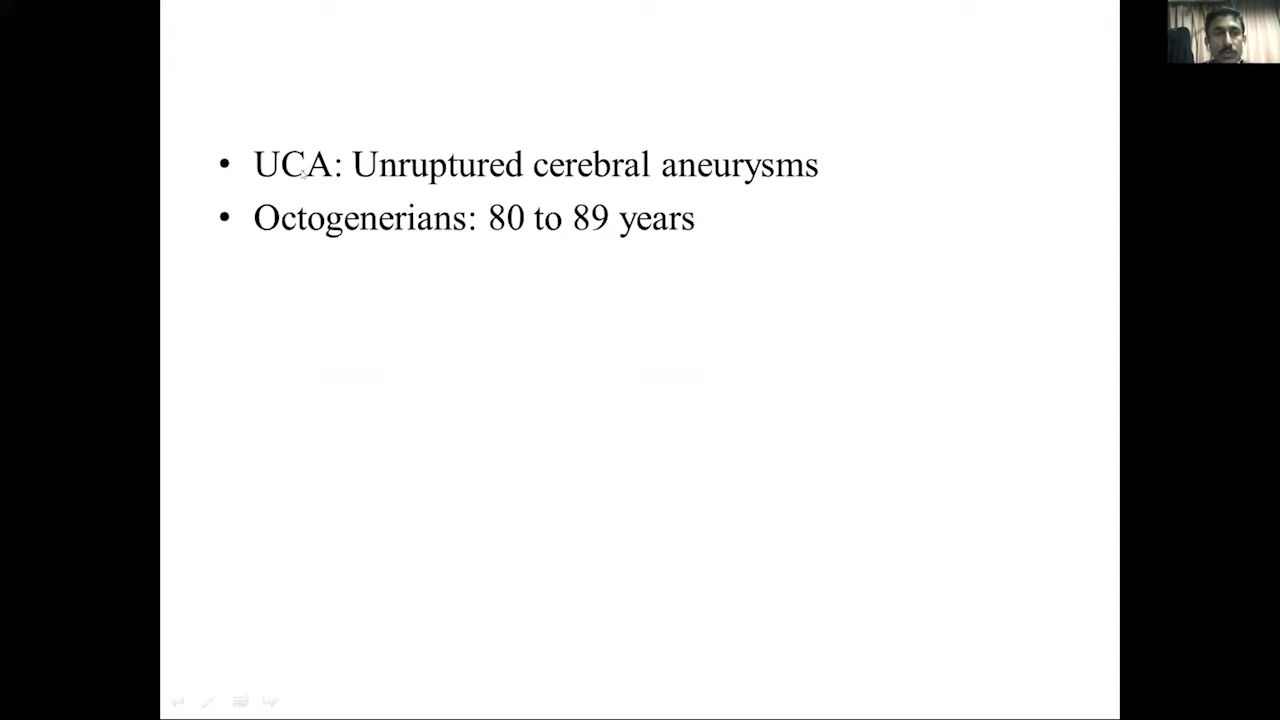 • UCA: Unruptured cerebral aneurysms
• Octogenerians: 80 to 89 years